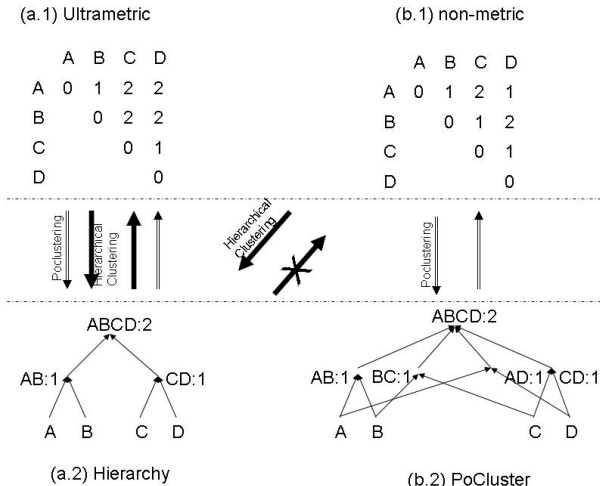 (a.1) Ultrametric
A B C D
A 0 1 2 2
B 0 2 2
C 0 1
D 0
(b.1) non-metric
A B C D
A 0 1 2 1
B 0 1 2
C 0 1
D 0
Poclustering
Hierarchical
Clustering
Hierarchical
Clustering
Poclustering
ABCD:2
AB:1 CD:1
A B C D
(a.2) Hierarchy
ABCD:2
AB:1 BC:1 AD:1 CD:1
A B C D
(b.2) PoCluster